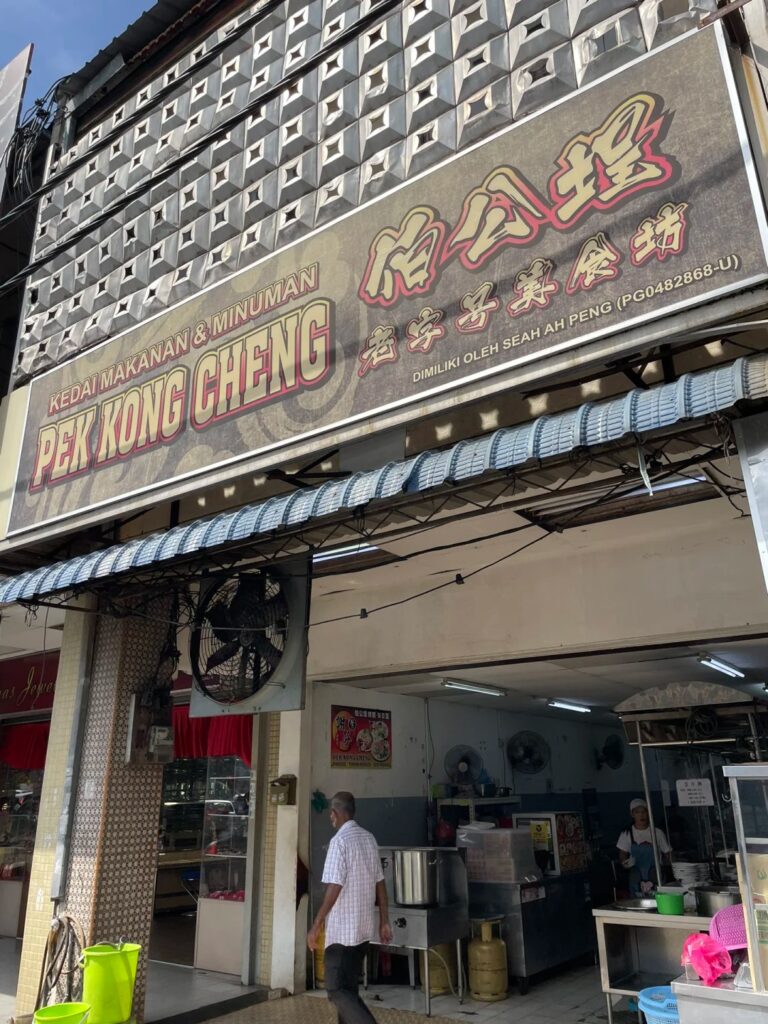 KEDAI MAKANAN & MINUMAN
PEK KONG CHENG
伯公埕
老字号美食坊
DIMILIKI OLEH SEAH AH PENG (PG0482868-U)